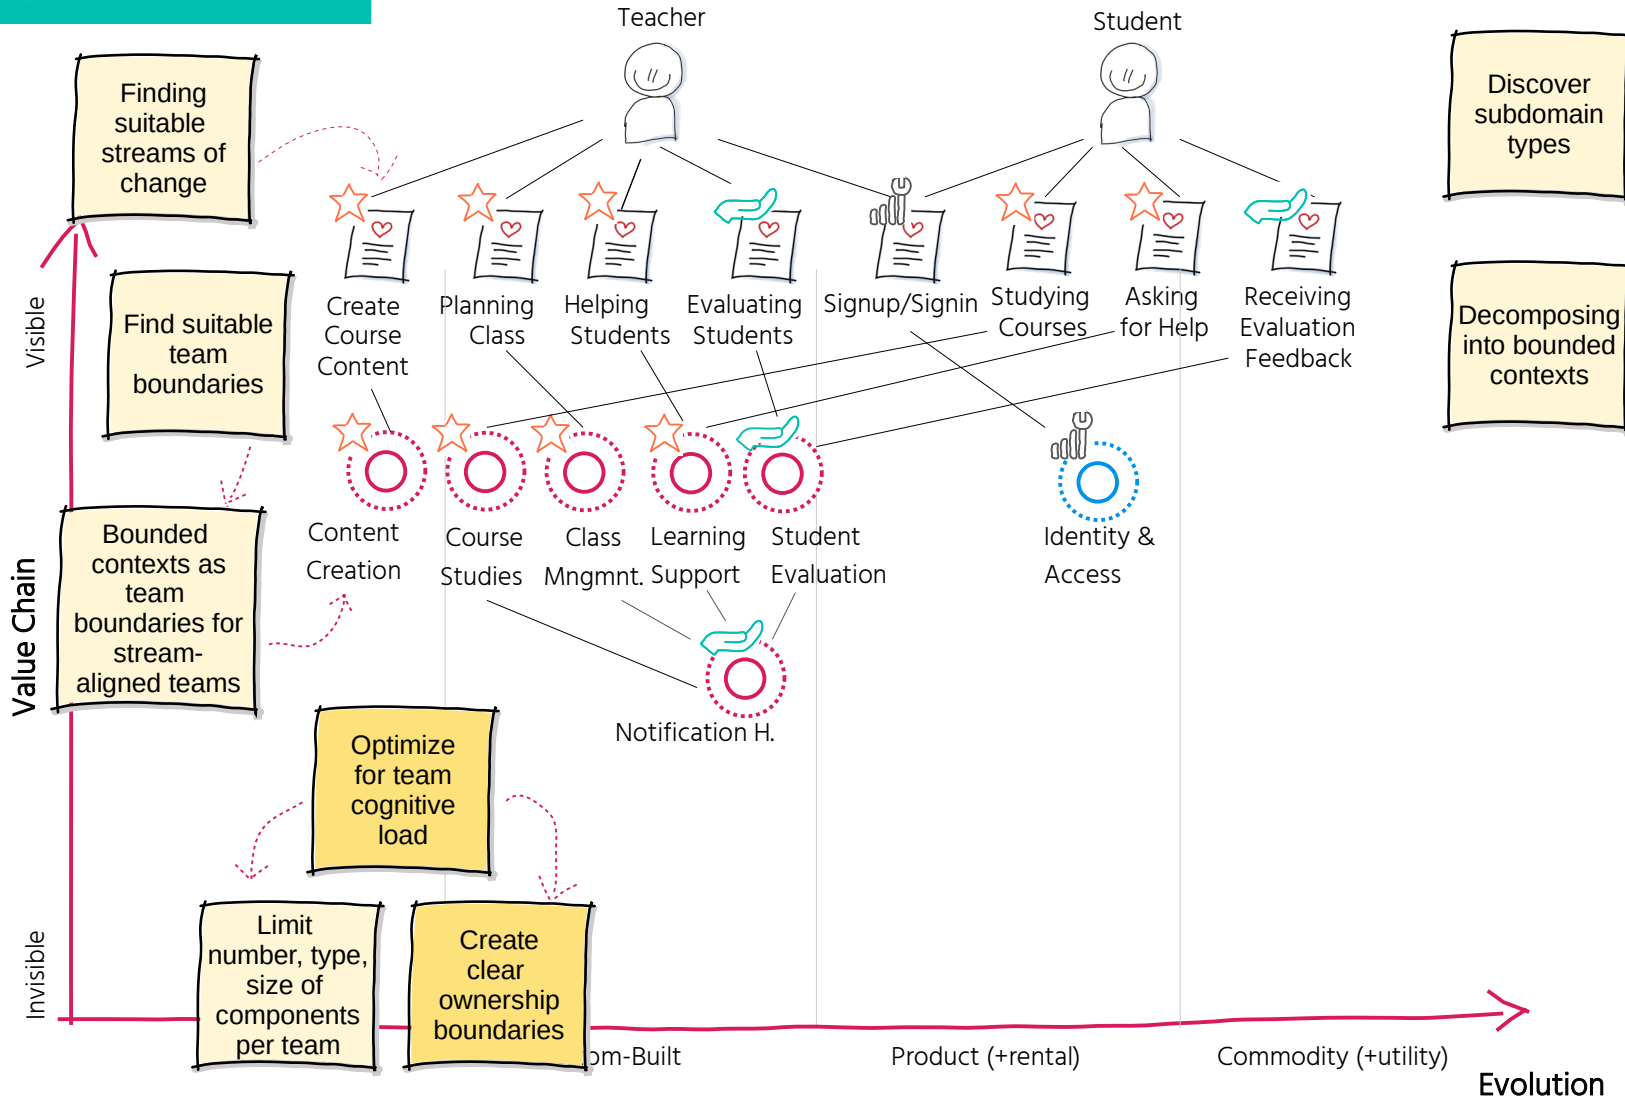 Teacher
Student
Finding
suitable
streams of
change
Discover
subdomain
types
Create
Course
Content
Planning
Class
Helping
Students
Evaluating
Students
Signup/Signin
Studying
Courses
Asking
for Help
Receiving
Evaluation
Feedback
Visible
Find suitable
team
boundaries
Decomposing
into bounded
contexts
Content
Creation
Course
Studies
Class
Mngmnt.
Learning
Support
Student
Evaluation
Identity &
Access
Value Chain
Bounded
contexts as
team
boundaries for
stream-
aligned teams
Notification H.
Optimize
for team
cognitive
load
Invisible
Limit
number, type,
size of
components
per team
Create
clear
ownership
boundaries
om-Built
Product (+rental)
Commodity (+utility)
Evolution